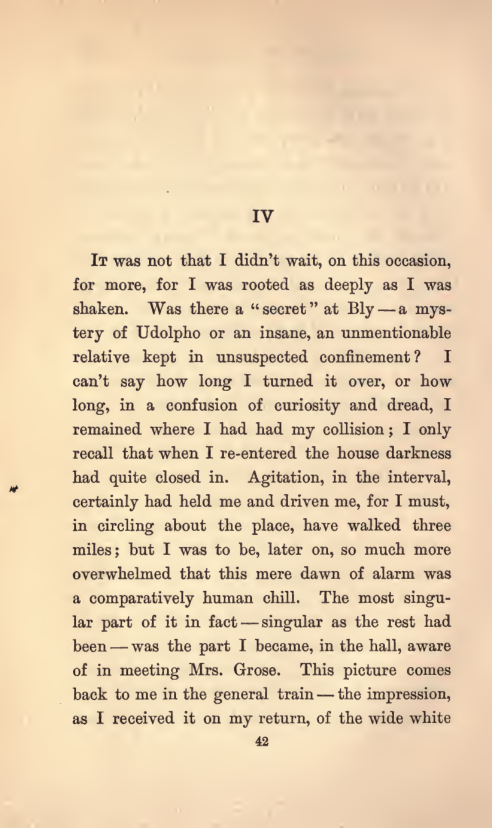 IV
It was not that I didn't wait, on this occasion,
for more, for I was rooted as deeply as I was
shaken. Was there a "secret" at Bly—a mys-
tery of Udolpho or an insane, an unmentionable
relative kept in unsuspected confinement? I
can't say how long I turned it over, or how
long, in a confusion of curiosity and dread, I
remained where I had had my collision; I only
recall that when I re-entered the house darkness
had quite closed in. Agitation, in the interval,
certainly had held me and driven me, for I must,
in circling about the place, have walked three
miles; but I was to be, later on, so much more
overwhelmed that this mere dawn of alarm was
a comparatively human chill. The most singu-
lar part of it in fact—singular as the rest had
been—was the part I became, in the hall, aware
of in meeting Mrs. Grose. This picture comes
back to me in the general train—the impression,
as I received it on my return, of the wide white
42